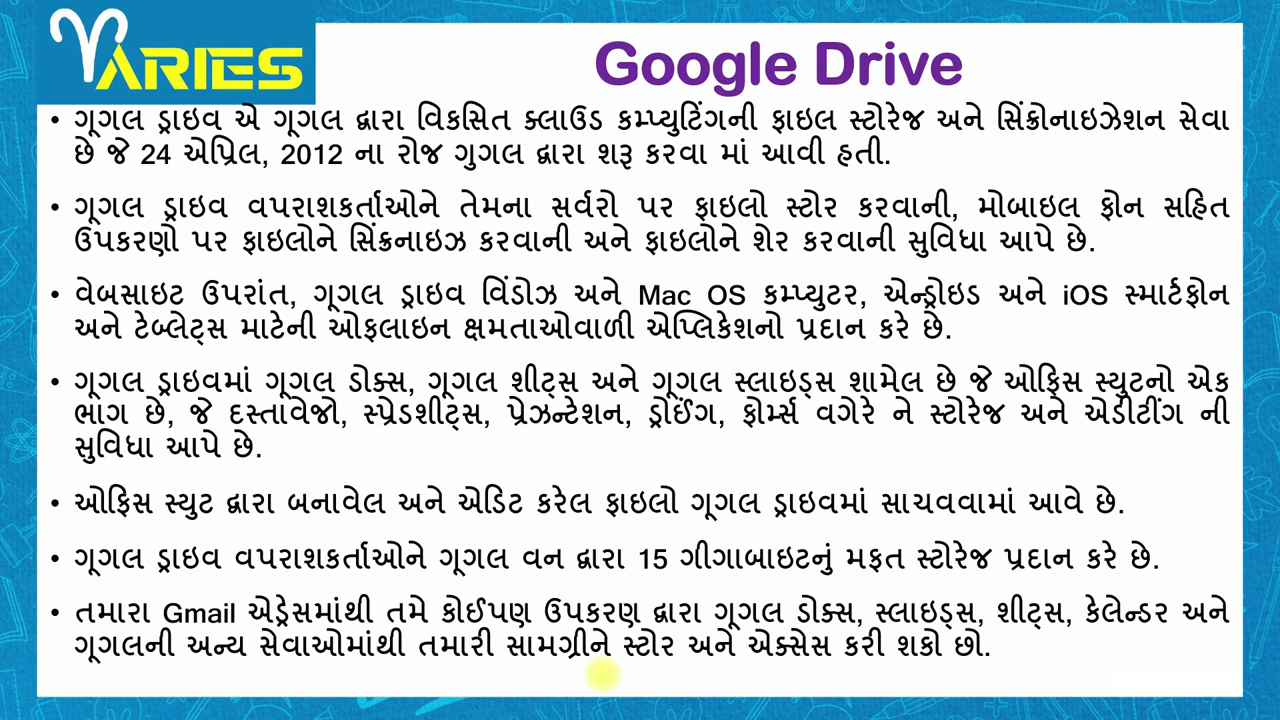 ARIES
Google Drive
• ગૂગલ ડ્રાઇવ એ ગૂગલ દ્વારા વિકસિત ક્લાઉડ કમ્પ્યુટિંગની ફાઇલ સ્ટોરેજ અને સિંક્રોનાઇઝેશન સેવા
છે જે 24 એપ્રિલ, 2012 ના રોજ ગુગલ દ્વારા શરૂ કરવા માં આવી હતી.
• ગૂગલ ડ્રાઇવ વપરાશકર્તાઓને તેમના સર્વરો પર ફાઇલો સ્ટોર કરવાની, મોબાઇલ ફોન સહિત
ઉપકરણો પર ફાઇલોને સિંક્રનાઇઝ કરવાની અને ફાઇલોને શેર કરવાની સુવિધા આપે છે.
• વેબસાઇટ ઉપરાંત, ગૂગલ ડ્રાઇવ વિંડોઝ અને Mac OS કમ્પ્યુટર, એન્ડ્રોઇડ અને iOS સ્માર્ટફોન
અને ટેબ્લેટ્સ માટેની ઓફલાઇન ક્ષમતાઓવાળી એપ્લિકેશનો પ્રદાન કરે છે.
• ગૂગલ ડ્રાઇવમાં ગૂગલ ડોક્સ, ગૂગલ શીટ્સ અને ગૂગલ સ્લાઇડ્સ શામેલ છે જે ઓફિસ સ્યુટનો એક
ભાગ છે, જે દસ્તાવેજો, સ્પ્રેડશીટ્સ, પ્રેઝન્ટેશન, ડ્રોઈંગ, ફોર્મ્સ વગેરે ને સ્ટોરેજ અને એડીટીંગ ની
સુવિધા આપે છે.
• ઓફિસ સ્યુટ દ્વારા બનાવેલ અને એડિટ કરેલ ફાઇલો ગૂગલ ડ્રાઇવમાં સાચવવામાં આવે છે.
• ગૂગલ ડ્રાઇવ વપરાશકર્તાઓને ગૂગલ વન દ્વારા 15 ગીગાબાઇટનું મફત સ્ટોરેજ પ્રદાન કરે છે.
• તમારા Gmail એડ્રેસમાંથી તમે કોઈપણ ઉપકરણ દ્વારા ગૂગલ ડોક્સ, સ્લાઇડ્સ, શીટ્સ, કેલેન્ડર અને
ગૂગલની અન્ય સેવાઓમાંથી તમારી સામગ્રીને સ્ટોર અને એક્સેસ કરી શકો છો.